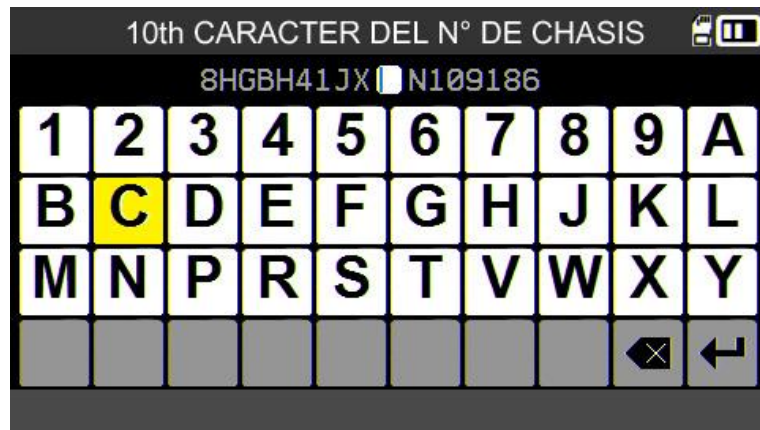 10th CARACTER DEL N° DE CHASIS
8HGBH41JX N109186
1 2 3 4 5 6 7 8 9 A
B C D E F G H J K L
M N P R S T V W X Y